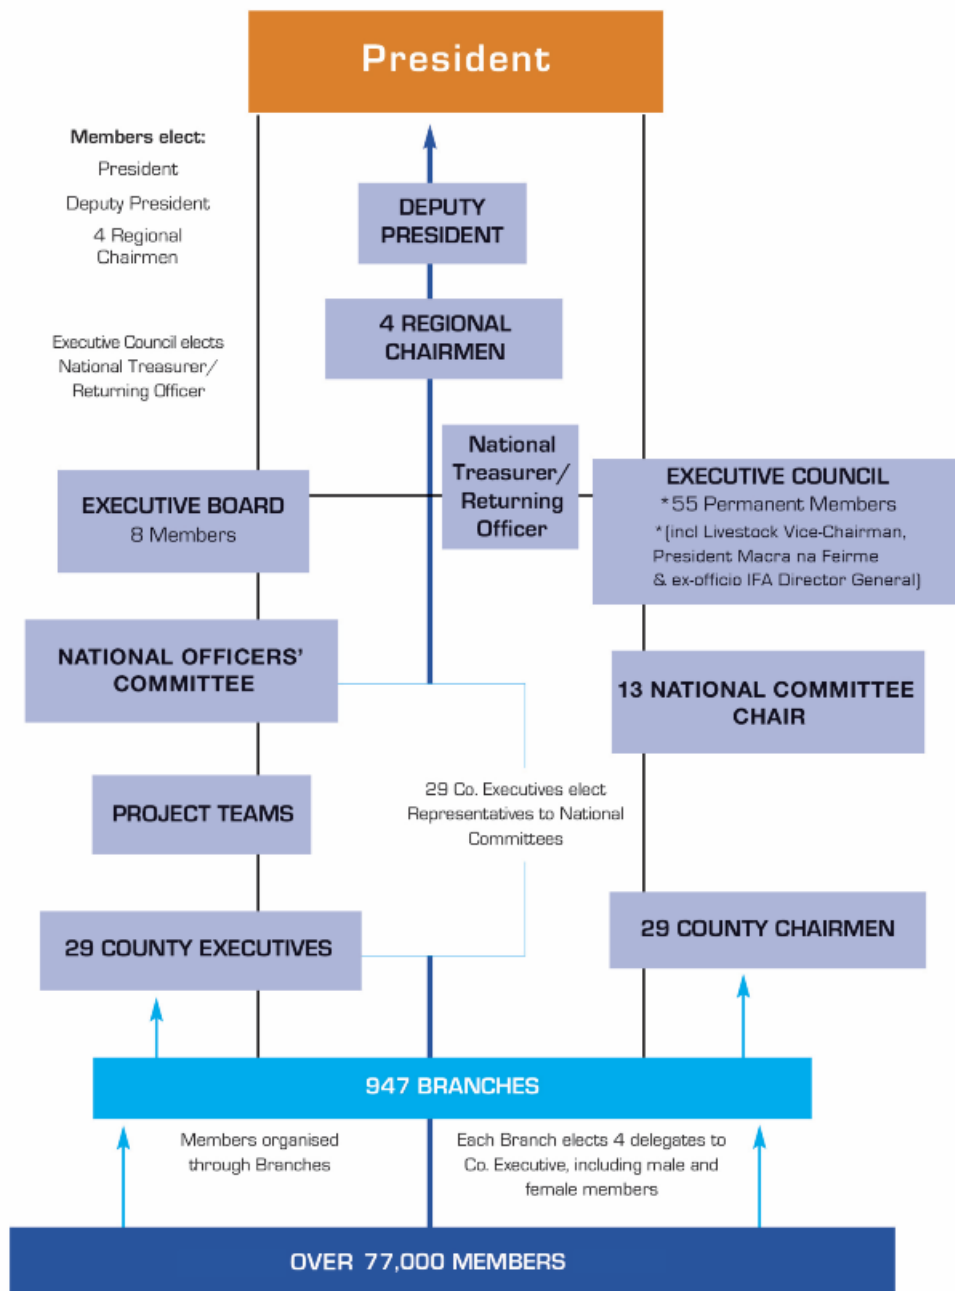 President
Members elect:
President
Deputy President
4 Regional
Chairmen
DEPUTY
PRESIDENT
4 REGIONAL
CHAIRMEN
Executive Council elects
National Treasurer/
Returning Officer
National
Treasurer/
Returning
Officer
EXECUTIVE BOARD
8 Members
EXECUTIVE COUNCIL
*55 Permanent Members
*(incl Livestock Vice-Chairman,
President Macra na Feirme
& ex-officio IFA Director General)
NATIONAL OFFICERS’
COMMITTEE
13 NATIONAL COMMITTEE
CHAIR
PROJECT TEAMS
29 Co. Executives elect
Representatives to National
Committees
29 COUNTY EXECUTIVES
29 COUNTY CHAIRMEN
947 BRANCHES
Members organised
through Branches
Each Branch elects 4 delegates to
Co. Executive, including male and
female members
OVER 77,000 MEMBERS